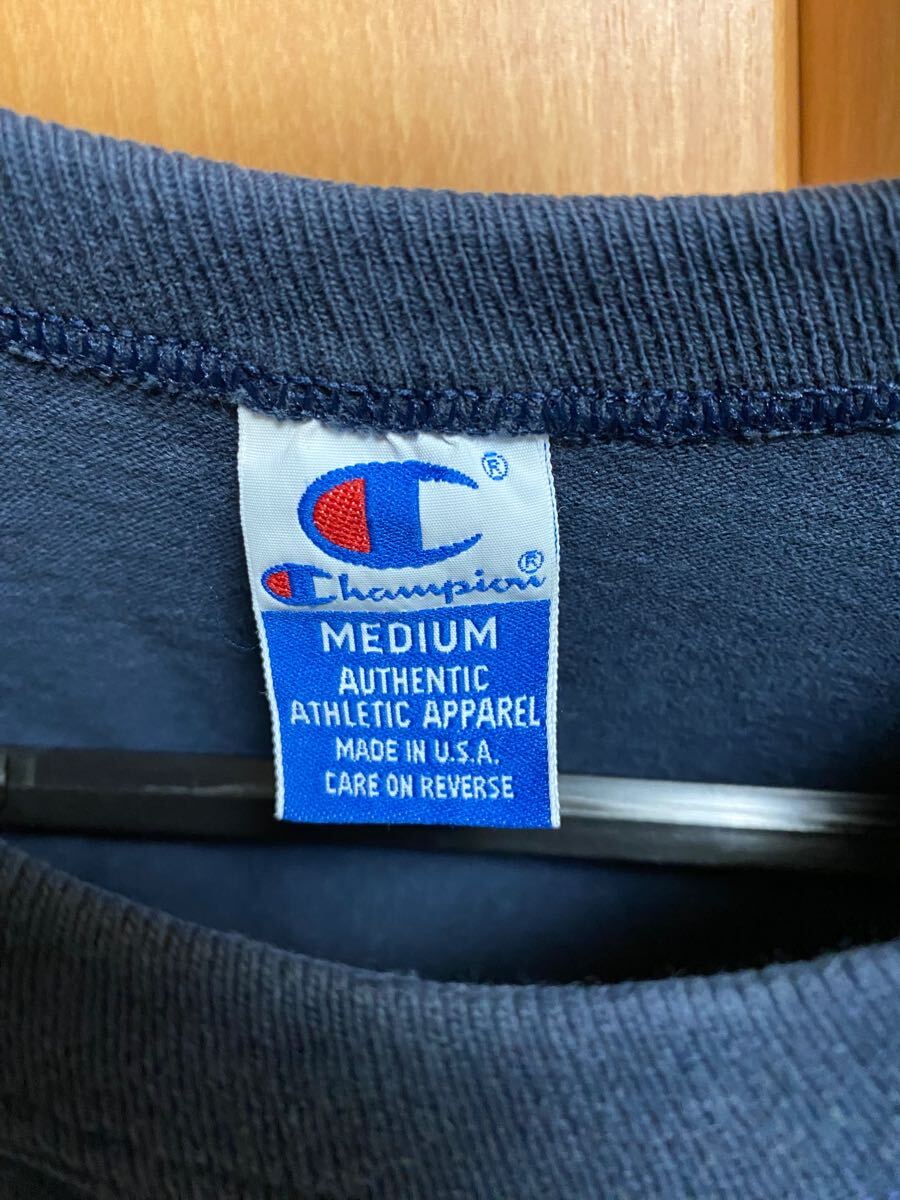 ®
Champion®
MEDIUM
AUTHENTIC
ATHLETIC APPAREL
MADE IN U.S.A.
CARE ON REVERSE